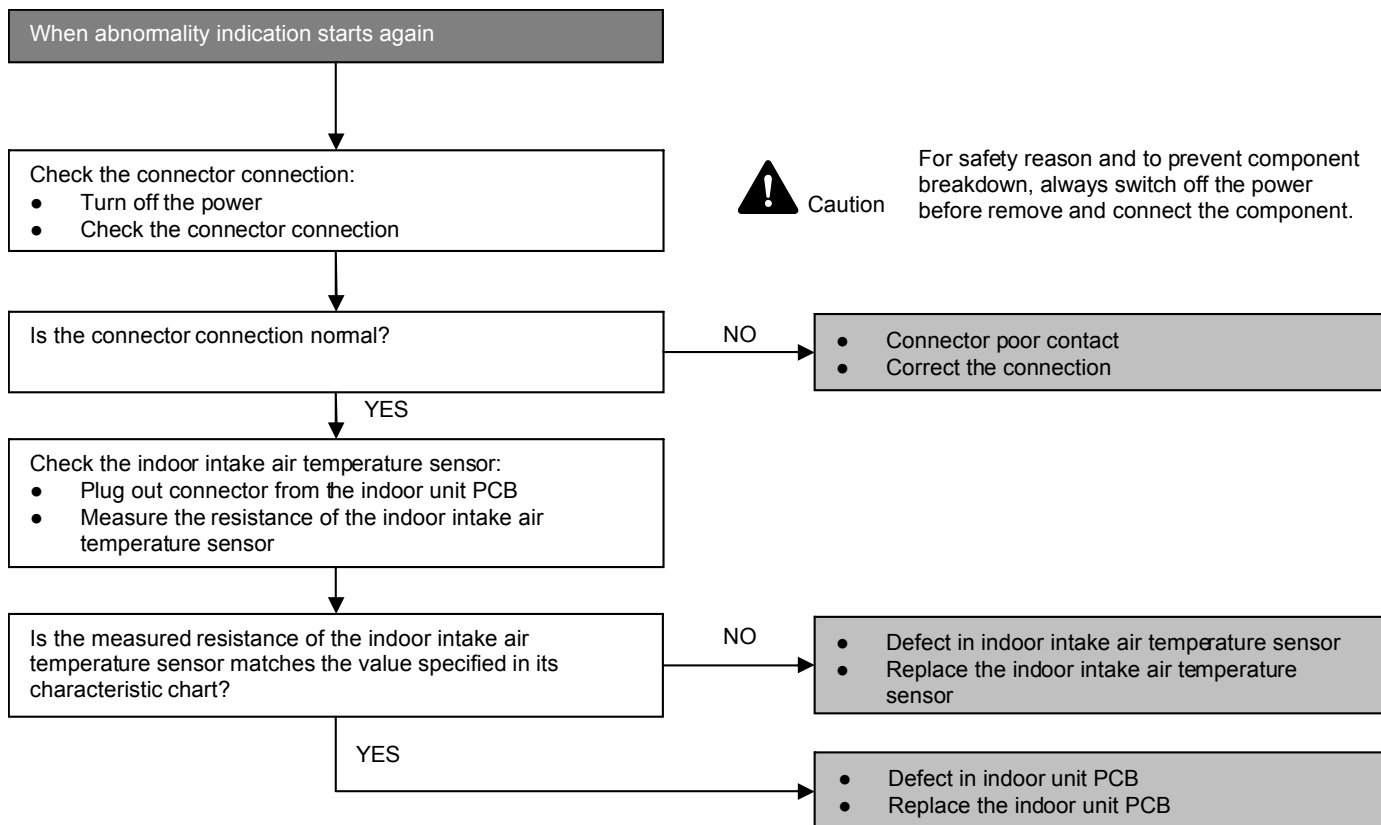 When abnormality indication starts again
Check the connector connection:
● Turn off the power
● Check the connector connection
Caution
For safety reason and to prevent component
breakdown, always switch off the power
before remove and connect the component.
Is the connector connection normal?
NO
● Connector poor contact
● Correct the connection
YES
Check the indoor intake air temperature sensor:
● Plug out connector from the indoor unit PCB
● Measure the resistance of the indoor intake air
temperature sensor
Is the measured resistance of the indoor intake air
temperature sensor matches the value specified in its
characteristic chart?
NO
● Defect in indoor intake air temperature sensor
● Replace the indoor intake air temperature
sensor
YES
● Defect in indoor unit PCB
● Replace the indoor unit PCB